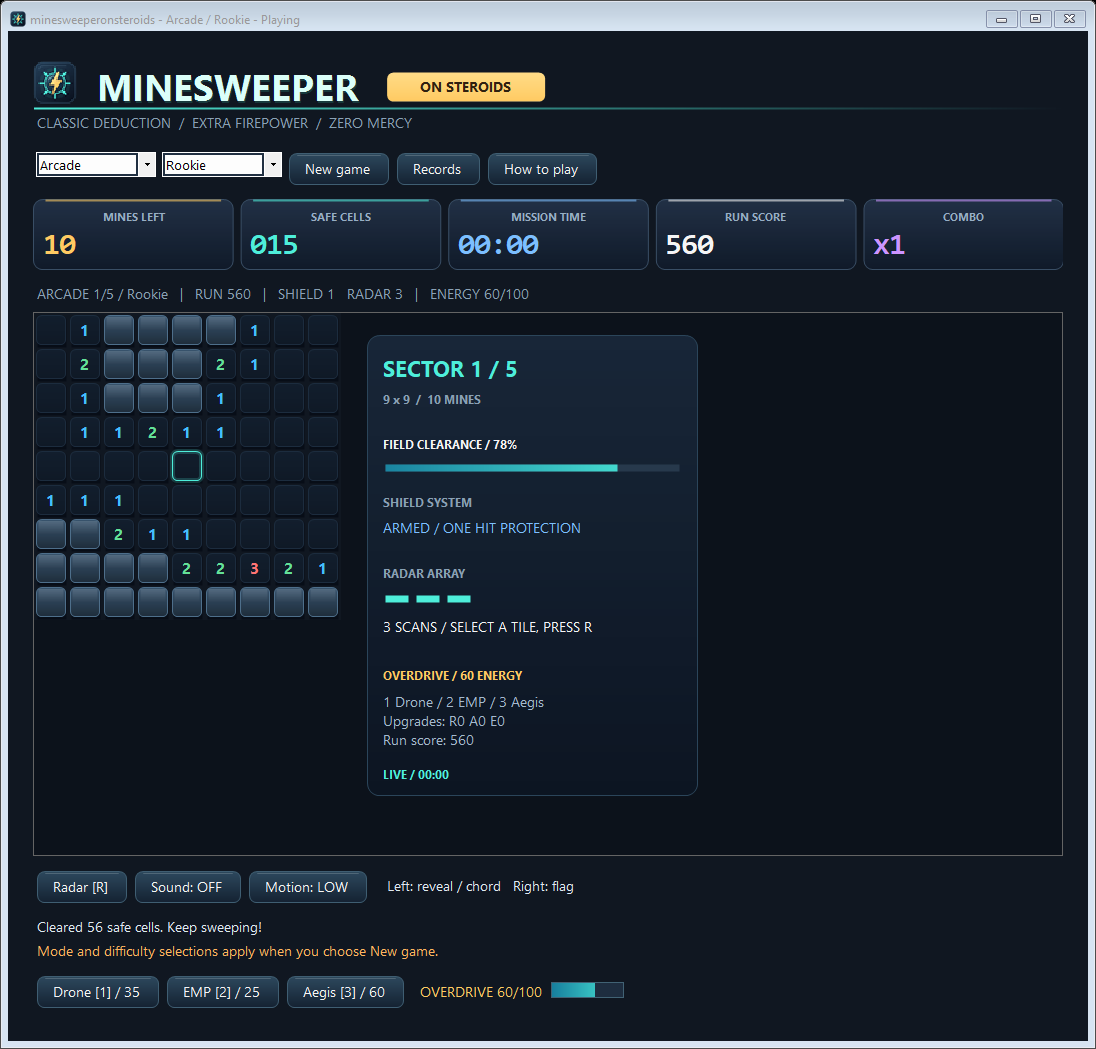 minesweeperonsteroids - Arcade / Rookie - Playing
MINESWEEPER
ON STEROIDS
CLASSIC DEDUCTION / EXTRA FIREPOWER / ZERO MERCY
Arcade
Rookie
New game
Records
How to play
MINES LEFT
10
SAFE CELLS
015
MISSION TIME
00:00
RUN SCORE
560
COMBO
x1
ARCADE 1/5 / Rookie | RUN 560 | SHIELD 1 RADAR 3 | ENERGY 60/100
1 1
2 2 1
1 1
1 1 2 1 1
1 1 1
2 1 1
2 2 3 2 1
SECTOR 1 / 5
9 x 9 / 10 MINES
FIELD CLEARANCE / 78%
SHIELD SYSTEM
ARMED / ONE HIT PROTECTION
RADAR ARRAY
3 SCANS / SELECT A TILE, PRESS R
OVERDRIVE / 60 ENERGY
1 Drone / 2 EMP / 3 Aegis
Upgrades: R0 A0 E0
Run score: 560
LIVE / 00:00
Radar [R]
Sound: OFF
Motion: LOW
Left: reveal / chord Right: flag
Cleared 56 safe cells. Keep sweeping!
Mode and difficulty selections apply when you choose New game.
Drone [1] / 35
EMP [2] / 25
Aegis [3] / 60
OVERDRIVE 60/100